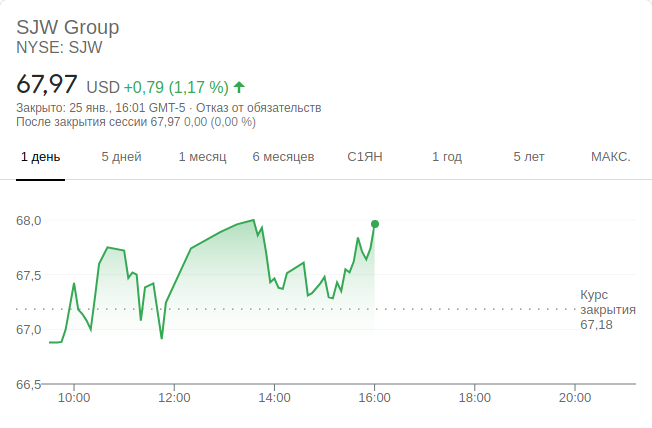 SJW Group
NYSE: SJW
67,97 USD +0,79 (1,17 %)
Закрыто: 25 янв., 16:01 GMT-5 · Отказ от обязательств
После закрытия сессии 67,97 0,00 (0,00 %)
1 день 5 дней 1 месяц 6 месяцев С1ЯН 1 год 5 лет МАКС.
68,0
67,5
67,0
66,5
Курс
закрытия
67,18
10:00 12:00 14:00 16:00 18:00 20:00